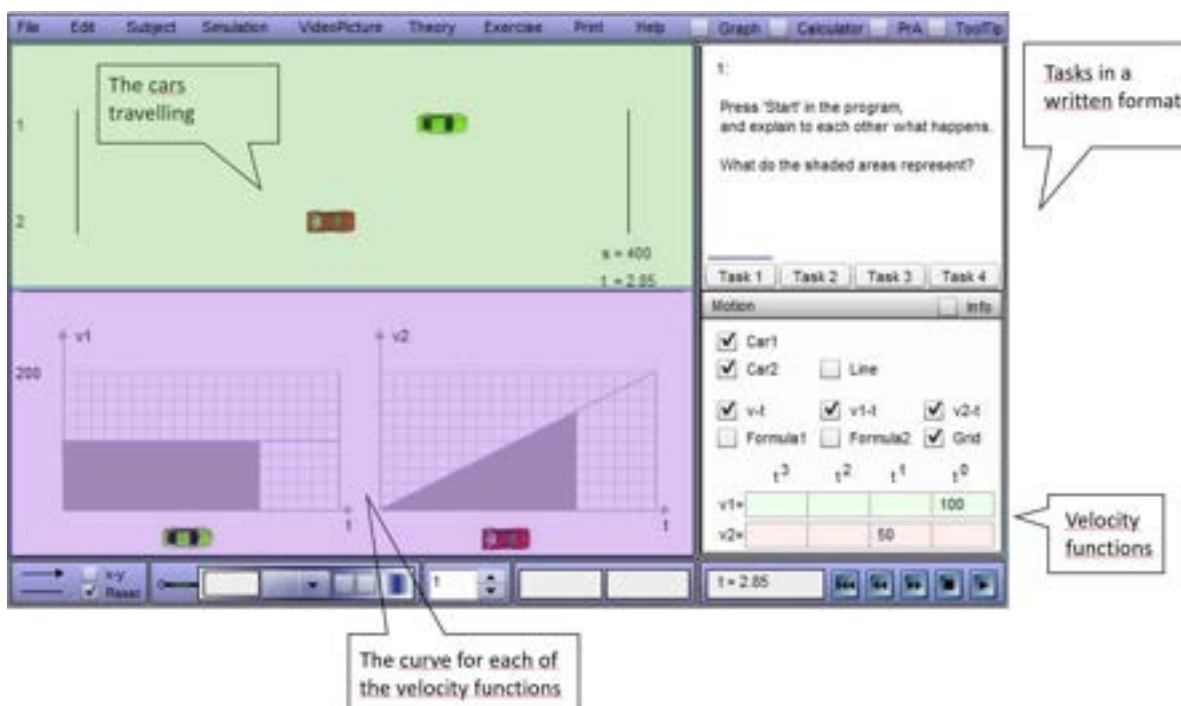 File Edit Subject Simulation VideoPicture Theory Exercise Print Help Graph Calculator PrA ToolTip
The cars
travelling
1
2
s = 400
t = 2.85
1:
Press 'Start' in the program,
and explain to each other what happens.
What do the shaded areas represent?
Task 1 Task 2 Task 3 Task 4
Tasks in a
written format
v1 v2
200
t t
Motion Info
Car1
Car2 Line
v-t v1-t v2-t
Formula1 Formula2 Grid
t³ t² t¹ t⁰
v1= 100
v2= 50
Velocity
functions
x-y
Reset
1
t = 2.85
The curve for each of
the velocity functions